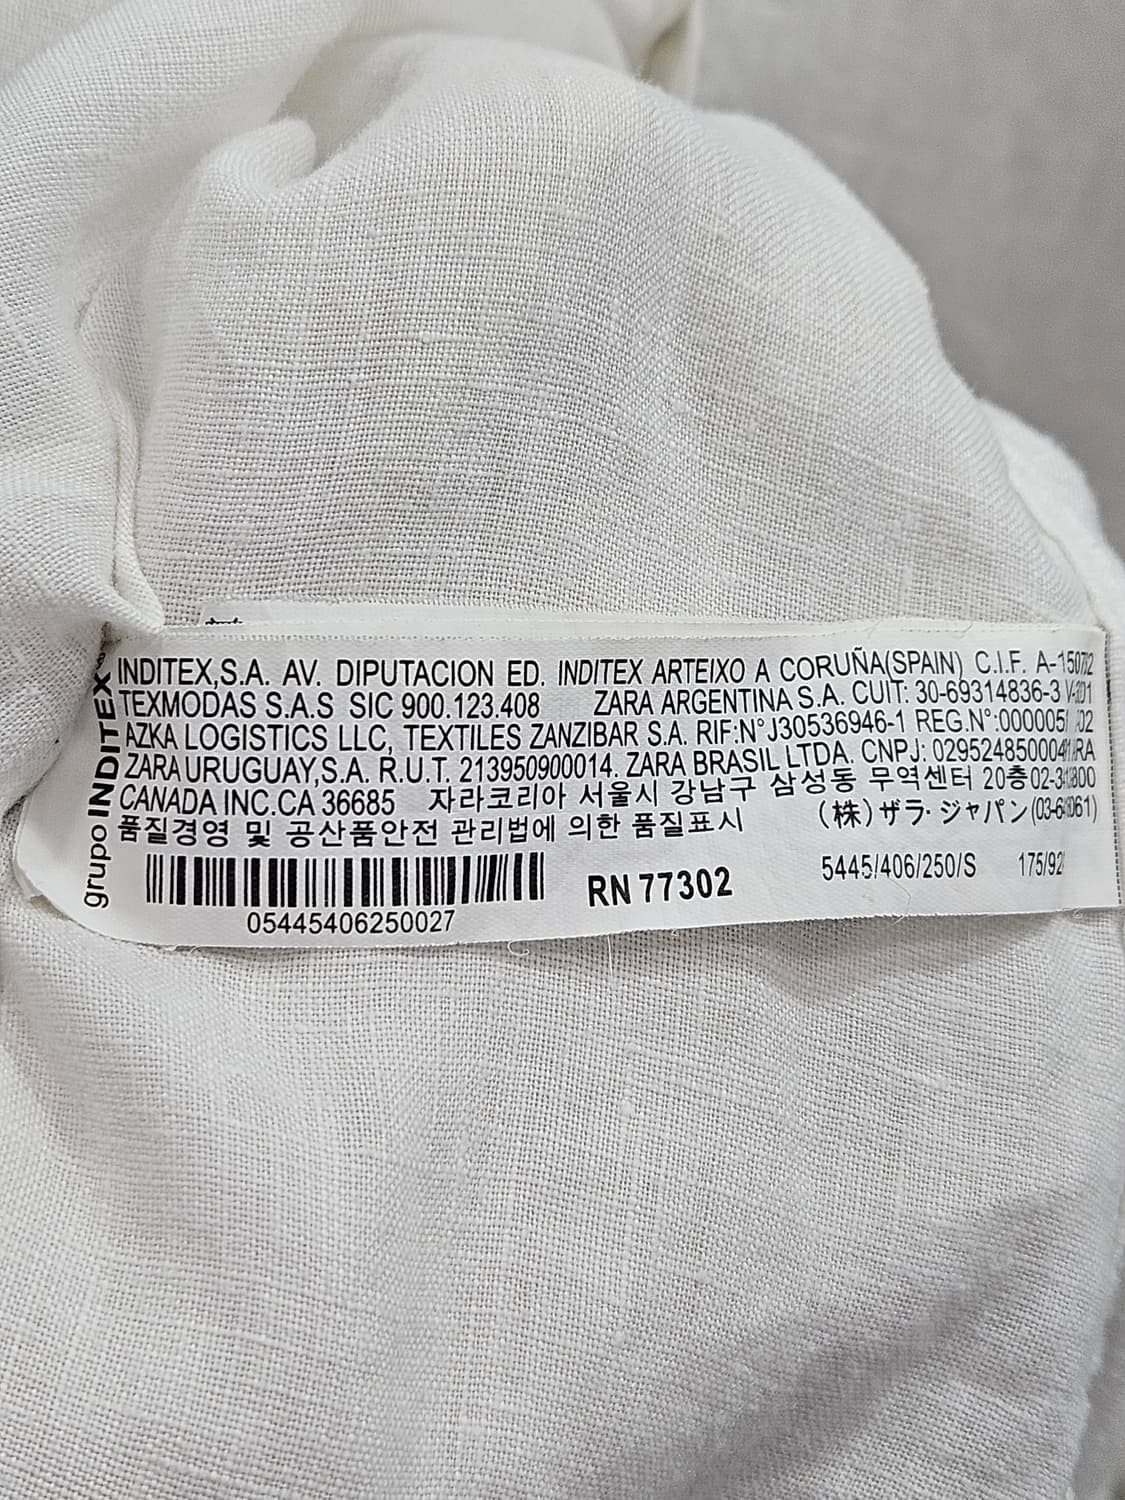 grupo INDITEX
INDITEX,S.A. AV. DIPUTACION ED. INDITEX ARTEIXO A CORUÑA(SPAIN) C.I.F.
TEXMODAS S.A.S SIC 900.123.408 ZARA ARGENTINA S.A. CUIT: 30-69314836-3
AZKA LOGISTICS LLC, TEXTILES ZANZIBAR S.A. RIF:N°J30536946-1
ZARA URUGUAY,S.A. R.U.T. 213950900014. ZARA BRASIL LTDA. CNPJ:
CANADA INC.CA 36685 자라코리아 서울시 강남구 삼성동 무역센터 20층
품질경영 및 공산품안전 관리법에 의한 품질표시 (株)ザラ・ジャパン
05445406250027
RN 77302
5445/406/250/S